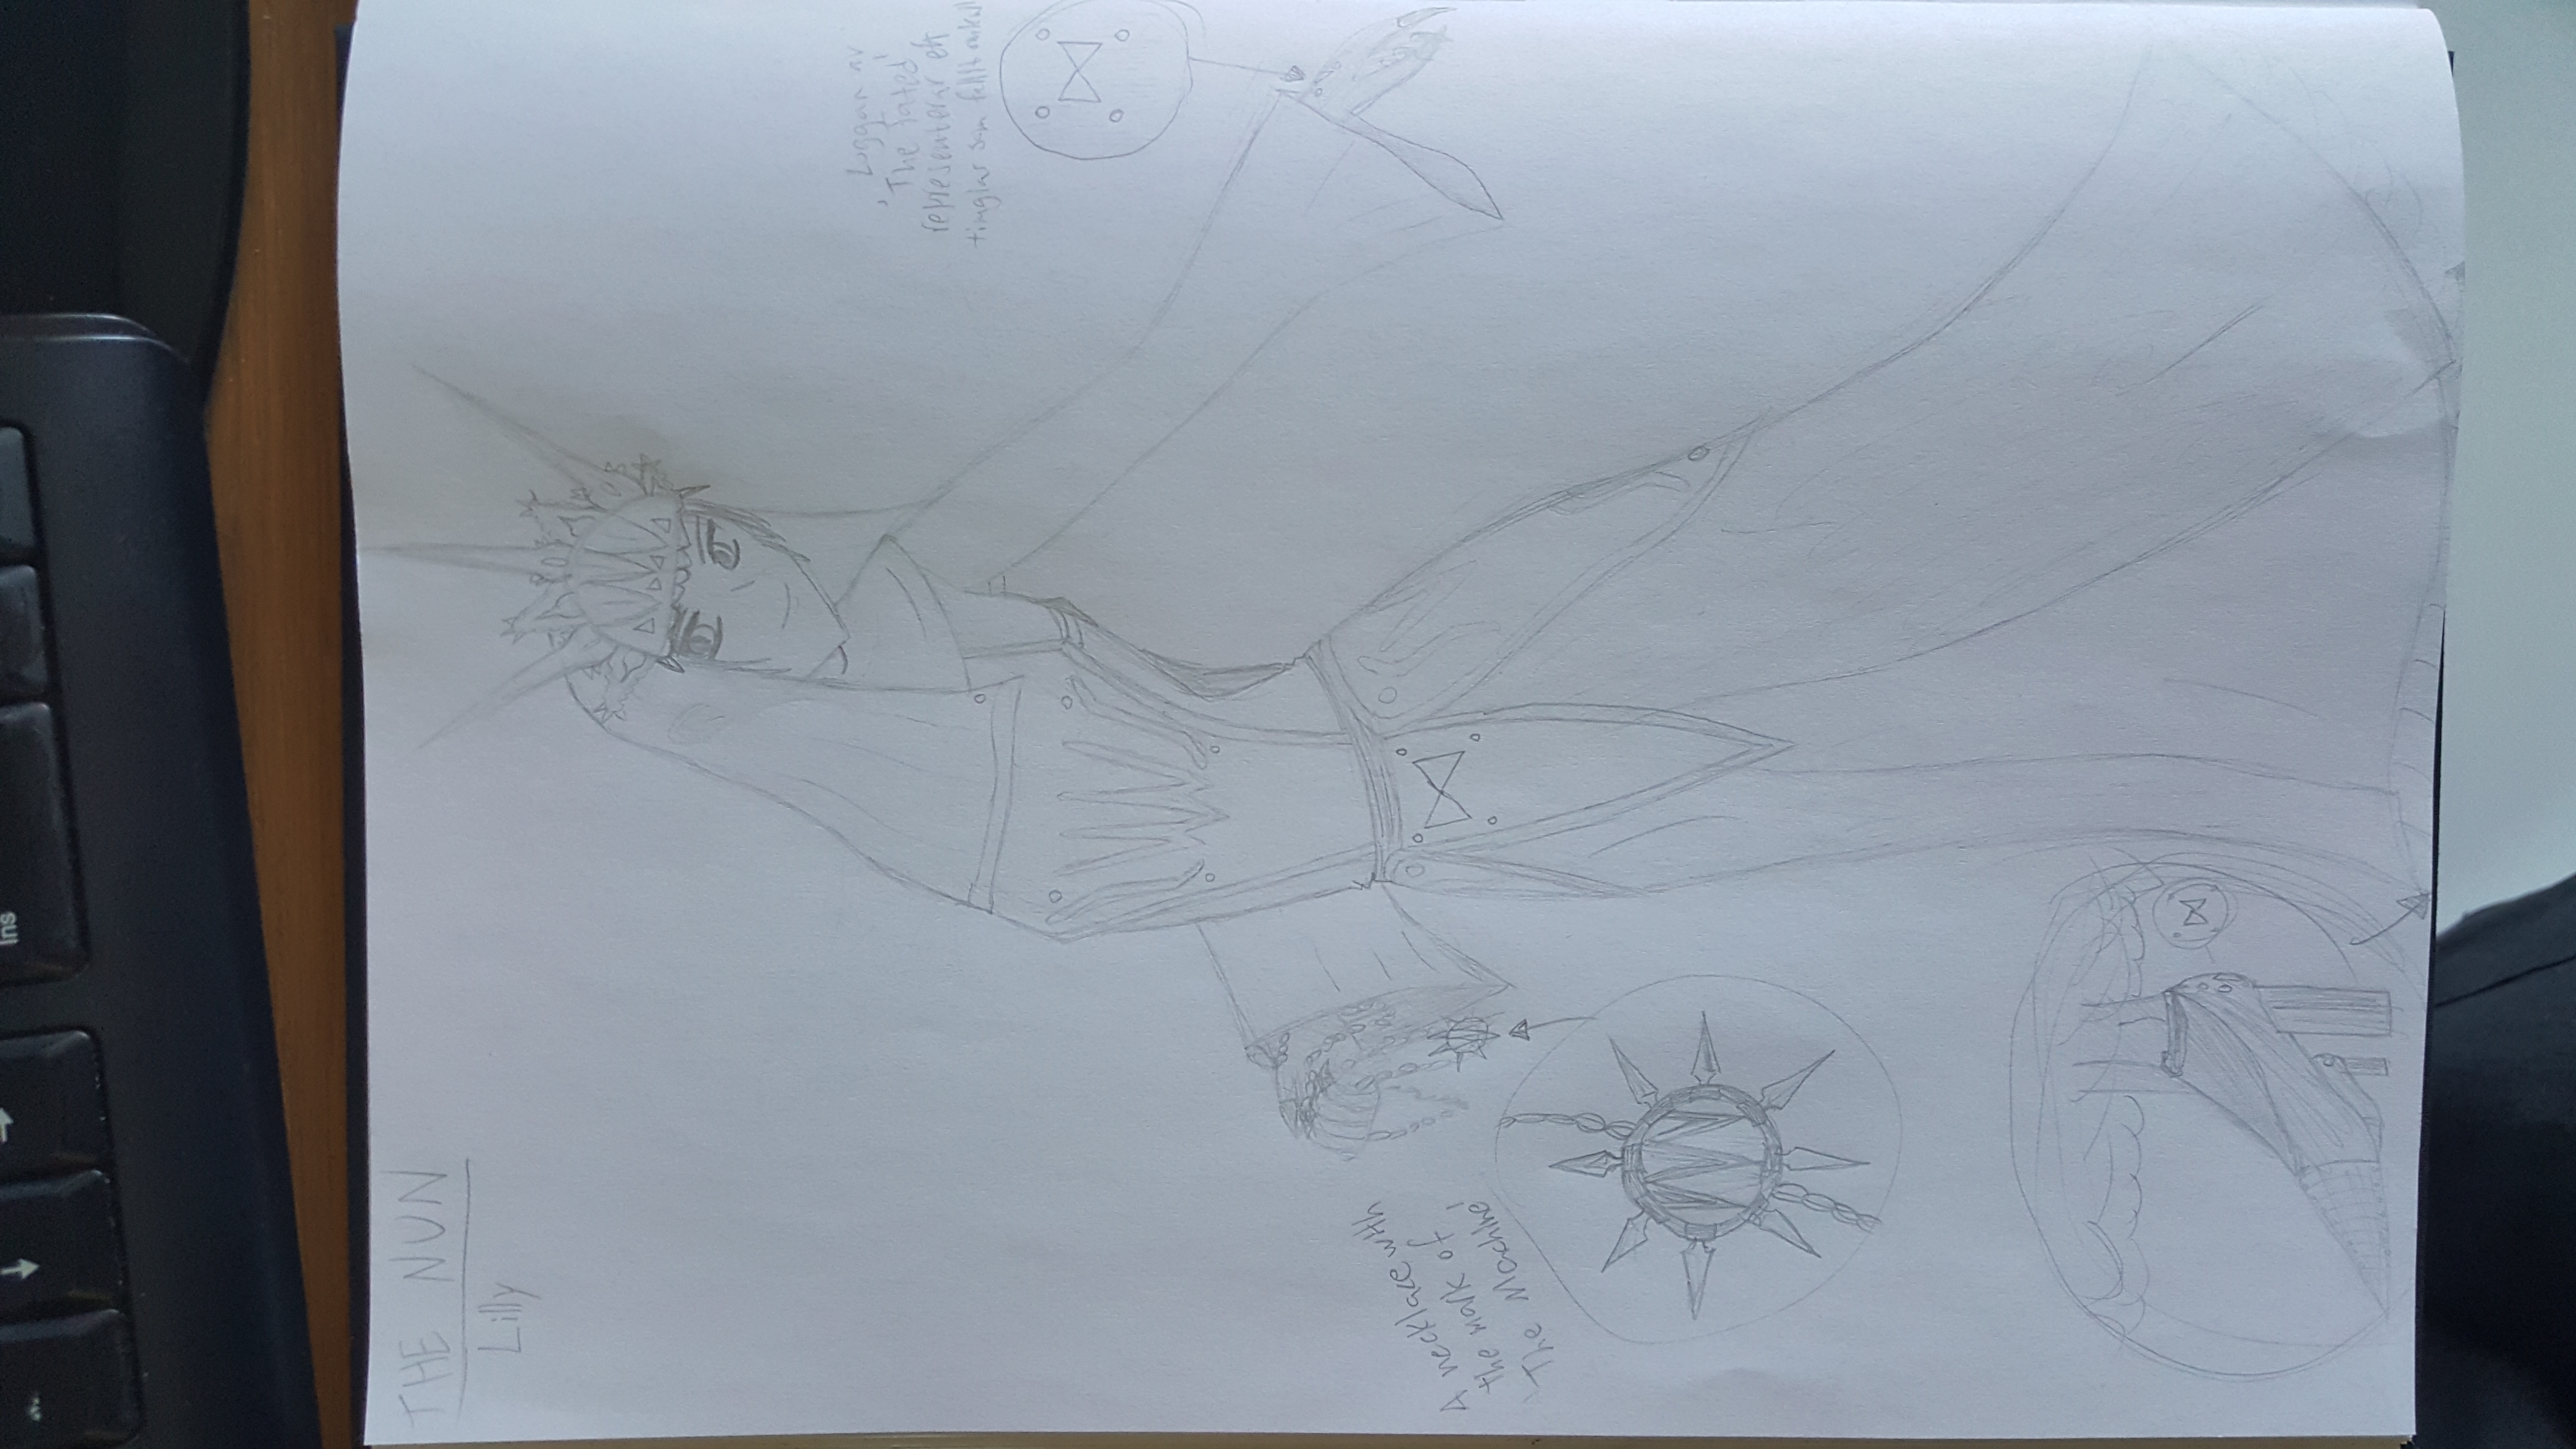 Ins
THE NUN
Lilly
Loggan av
'The Fated'
representerar ett
timglas som fallit omkull
A necklace with
the mark of
'The Machine'